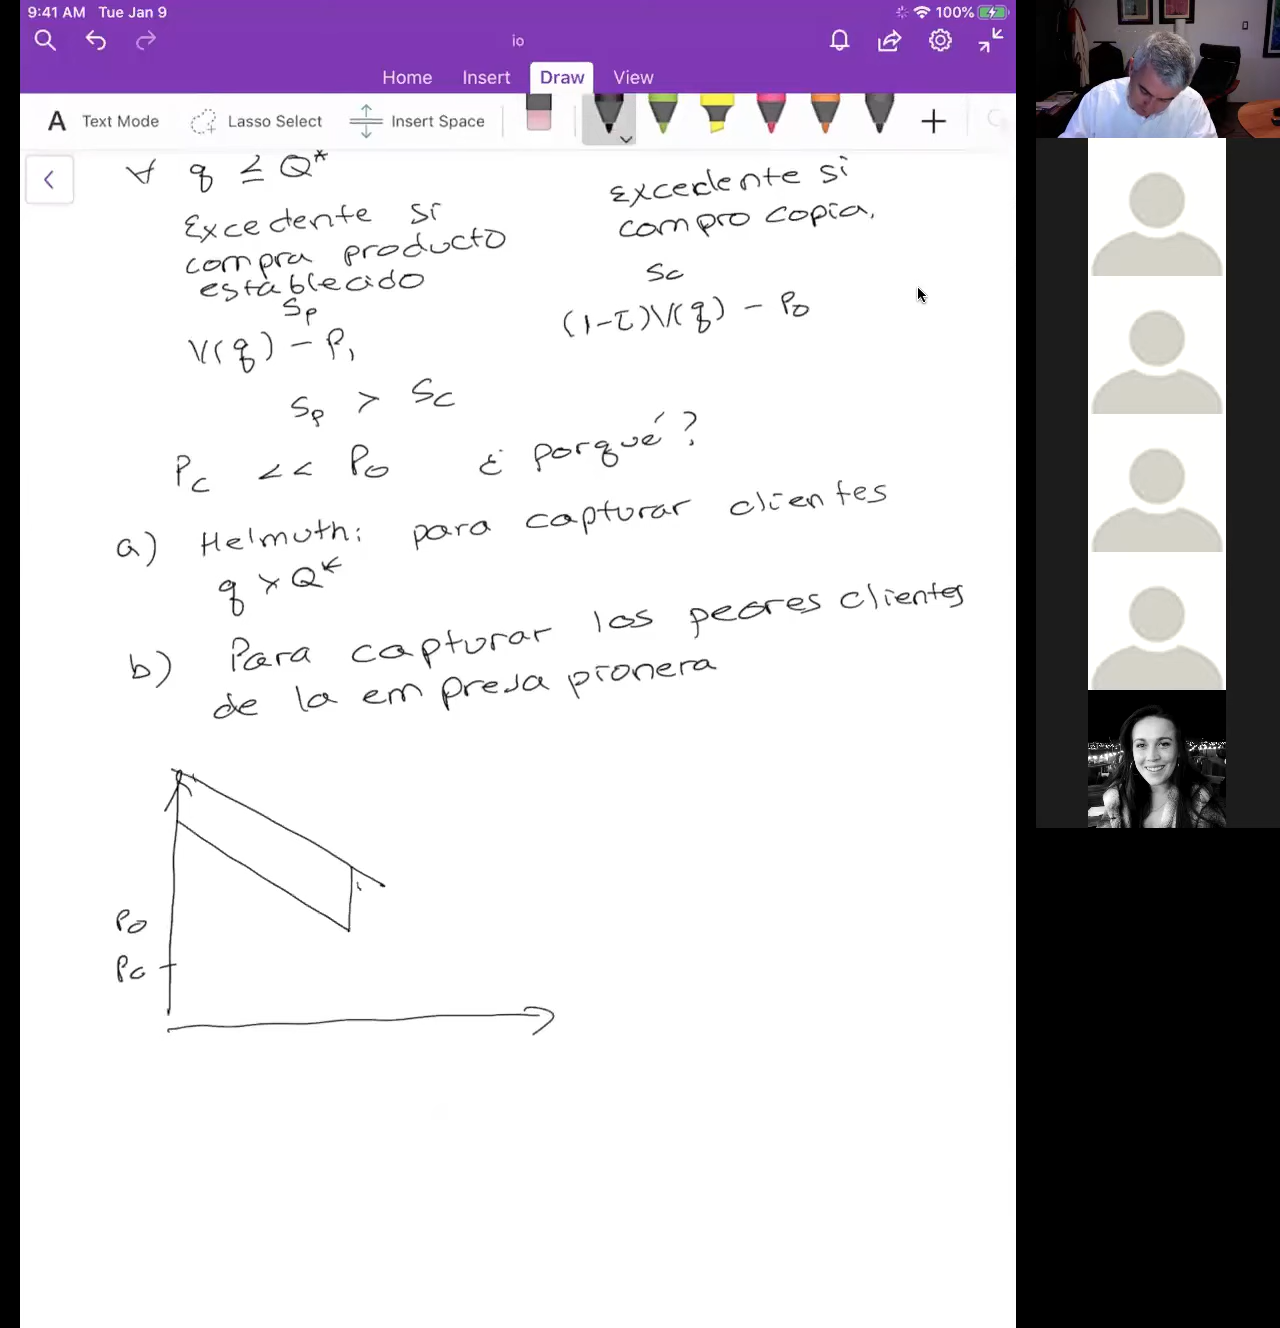 9:41 AM Tue Jan 9
100%
io
Home Insert Draw View
Text Mode Lasso Select Insert Space
∀ q ≤ Q*
Excedente si
compra producto
establecido
Sp
V(q) - P1
Excedente si
compro copia.
Sc
(1-τ)V(q) - Po
Sp > Sc
Pc << Po ¿ porqué?
a) Helmuth: para capturar clientes
q > Q*
b) Para capturar los peores clientes
de la empresa pionera
Po
Pc